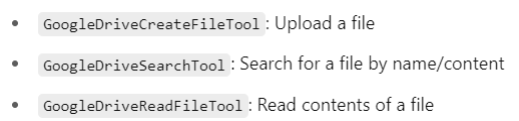 • GoogleDriveCreateFileTool: Upload a file
• GoogleDriveSearchTool: Search for a file by name/content
• GoogleDriveReadFileTool: Read contents of a file